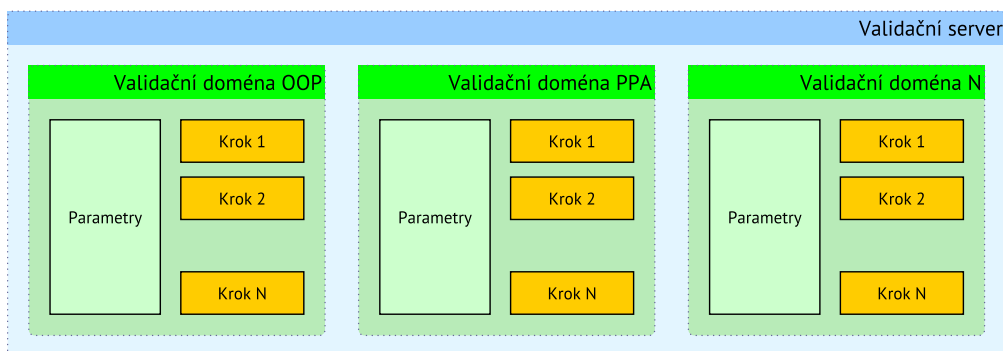 Validační server
Validační doména OOP
Parametry
Krok 1
Krok 2
Krok N
Validační doména PPA
Parametry
Krok 1
Krok 2
Krok N
Validační doména N
Parametry
Krok 1
Krok 2
Krok N